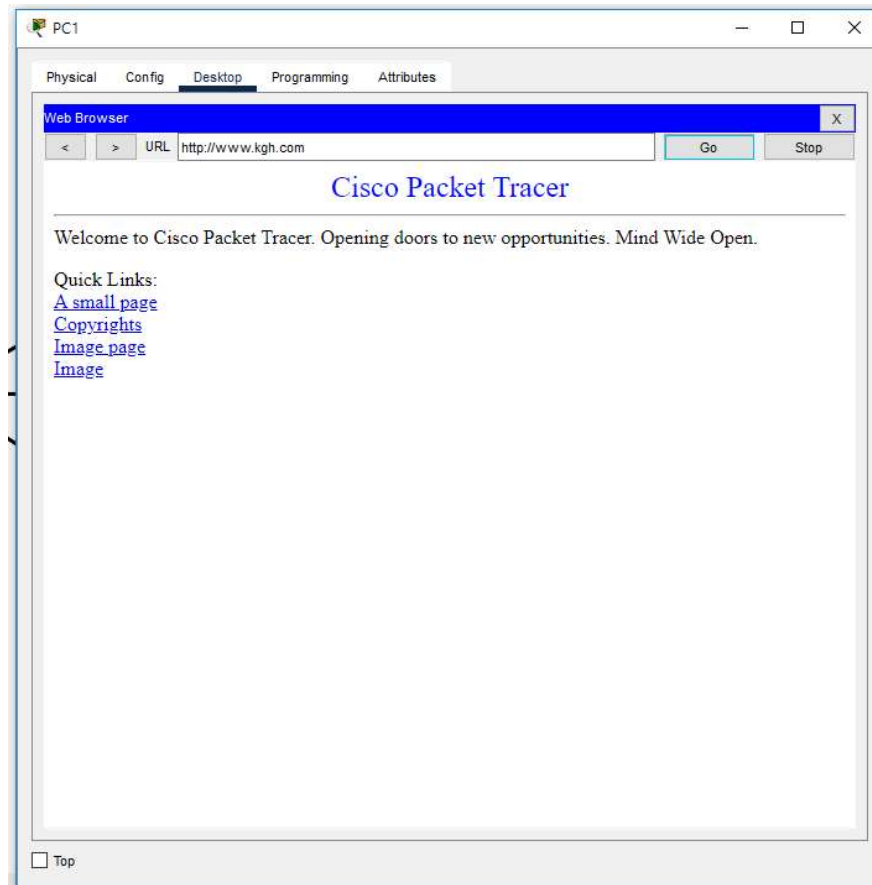 PC1
Physical Config Desktop Programming Attributes
Web Browser X
< > URL http://www.kgh.com Go Stop
Cisco Packet Tracer
Welcome to Cisco Packet Tracer. Opening doors to new opportunities. Mind Wide Open.
Quick Links:
A small page
Copyrights
Image page
Image
Top